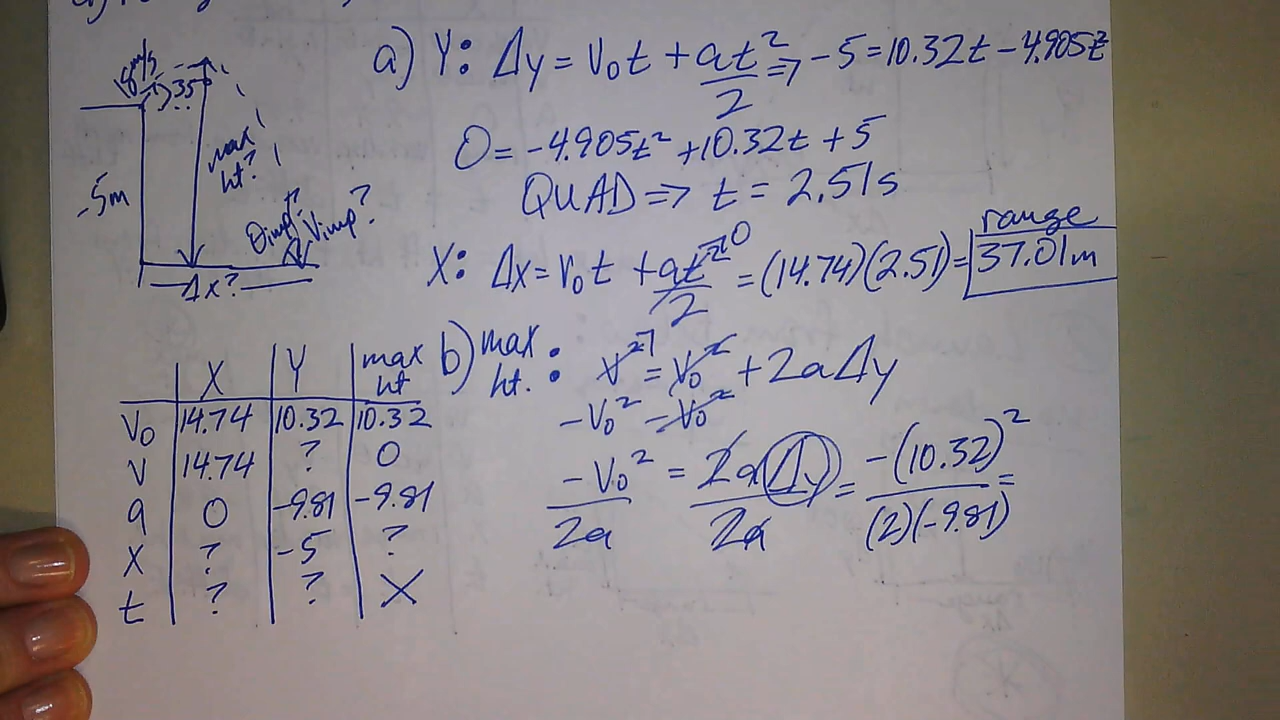 a) Y: Δy = V₀t + at²/2 ⇒ -5 = 10.32t - 4.905t²
0 = -4.905t² + 10.32t + 5
QUAD ⇒ t = 2.51s
X: Δx = V₀t + at²/2 →0 = (14.74)(2.51) = 37.01m
range
35°
-5m
max ht?
θimp? Vimp?
Δx?
b) max ht. : V² = V₀² + 2aΔy
-V₀² -V₀²
-V₀²/2a = 2a(Δy)/2a = -(10.32)²/(2)(-9.81) =
X Y max ht
V₀ 14.74 10.32 10.32
V 14.74 ? 0
a 0 -9.81 -9.81
X ? -5 ?
t ? ? X